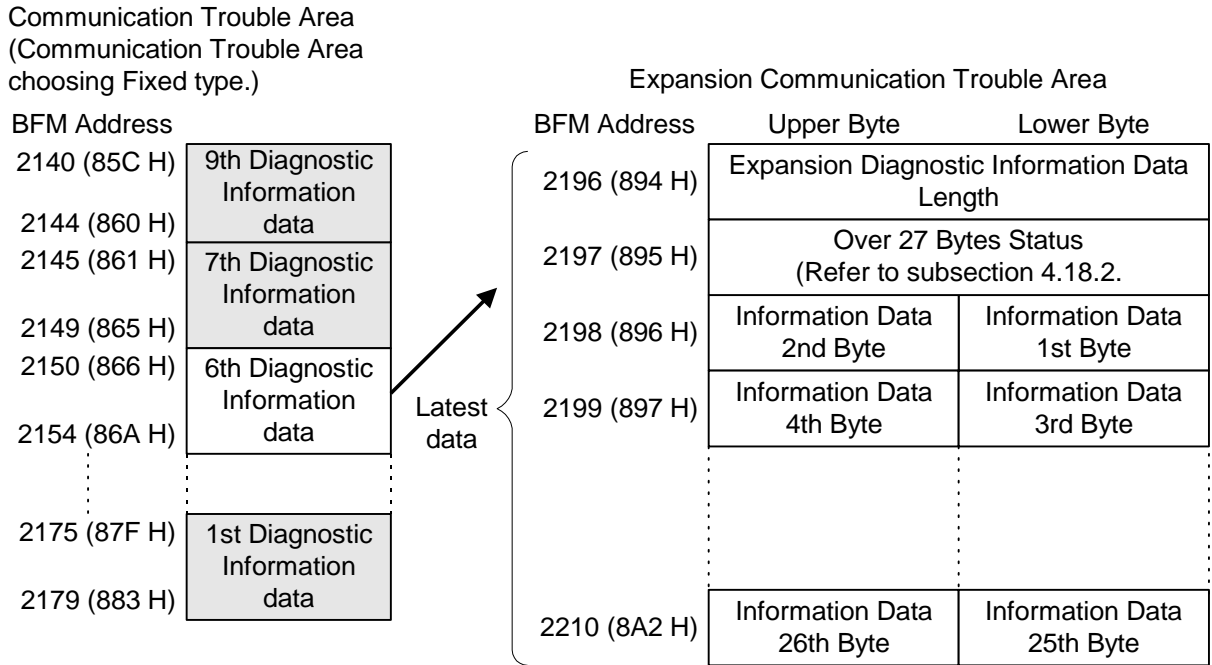 Communication Trouble Area
(Communication Trouble Area
choosing Fixed type.)
BFM Address
2140 (85C H)
9th Diagnostic
Information
data
2144 (860 H)
2145 (861 H)
7th Diagnostic
Information
data
2149 (865 H)
2150 (866 H)
6th Diagnostic
Information
data
2154 (86A H)
2175 (87F H)
1st Diagnostic
Information
data
2179 (883 H)
Latest
data
Expansion Communication Trouble Area
BFM Address Upper Byte Lower Byte
2196 (894 H)
Expansion Diagnostic Information Data
Length
2197 (895 H)
Over 27 Bytes Status
(Refer to subsection 4.18.2.
2198 (896 H)
Information Data
2nd Byte
Information Data
1st Byte
2199 (897 H)
Information Data
4th Byte
Information Data
3rd Byte
2210 (8A2 H)
Information Data
26th Byte
Information Data
25th Byte